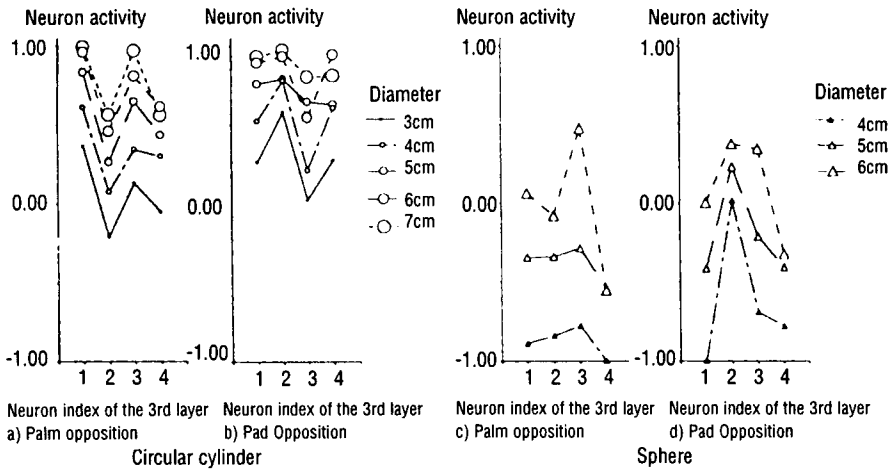 Neuron activity
1.00
0.00
-1.00
1 2 3 4
Neuron index of the 3rd layer
a) Palm opposition
Neuron activity
1.00
0.00
-1.00
1 2 3 4
Neuron index of the 3rd layer
b) Pad Opposition
Diameter
3cm
4cm
5cm
6cm
7cm
Circular cylinder
Neuron activity
1.00
0.00
-1.00
1 2 3 4
Neuron index of the 3rd layer
c) Palm opposition
Neuron activity
1.00
0.00
-1.00
1 2 3 4
Neuron index of the 3rd layer
d) Pad Opposition
Diameter
4cm
5cm
6cm
Sphere